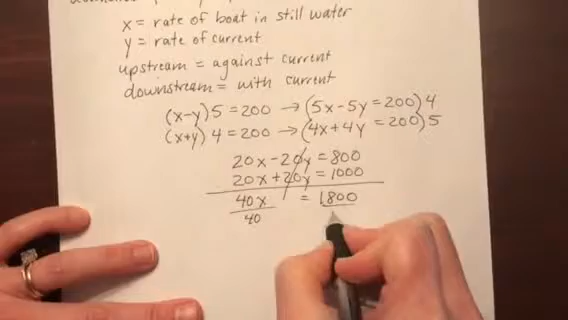 x = rate of boat in still water
y = rate of current
upstream = against current
downstream = with current
(x-y)5 = 200 → (5x-5y = 200)4
(x+y)4 = 200 → (4x+4y = 200)5
20x - 20y = 800
20x + 20y = 1000
40x = 1800
40